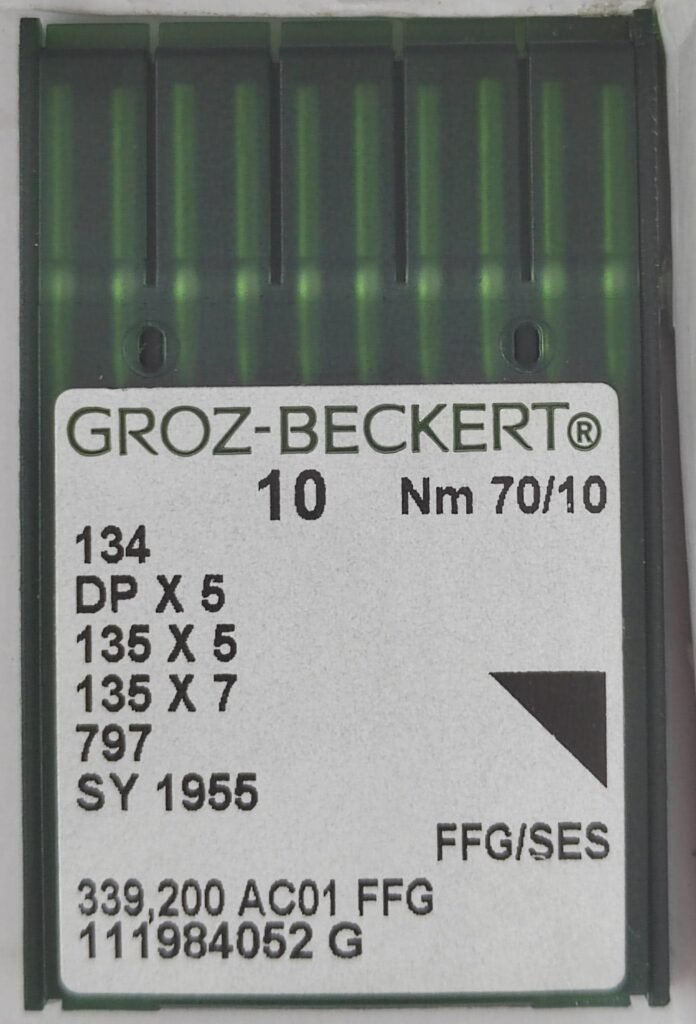 GROZ-BECKERT®
10 Nm 70/10
134
DP X 5
135 X 5
135 X 7
797
SY 1955
FFG/SES
339,200 AC01 FFG
111984052 G